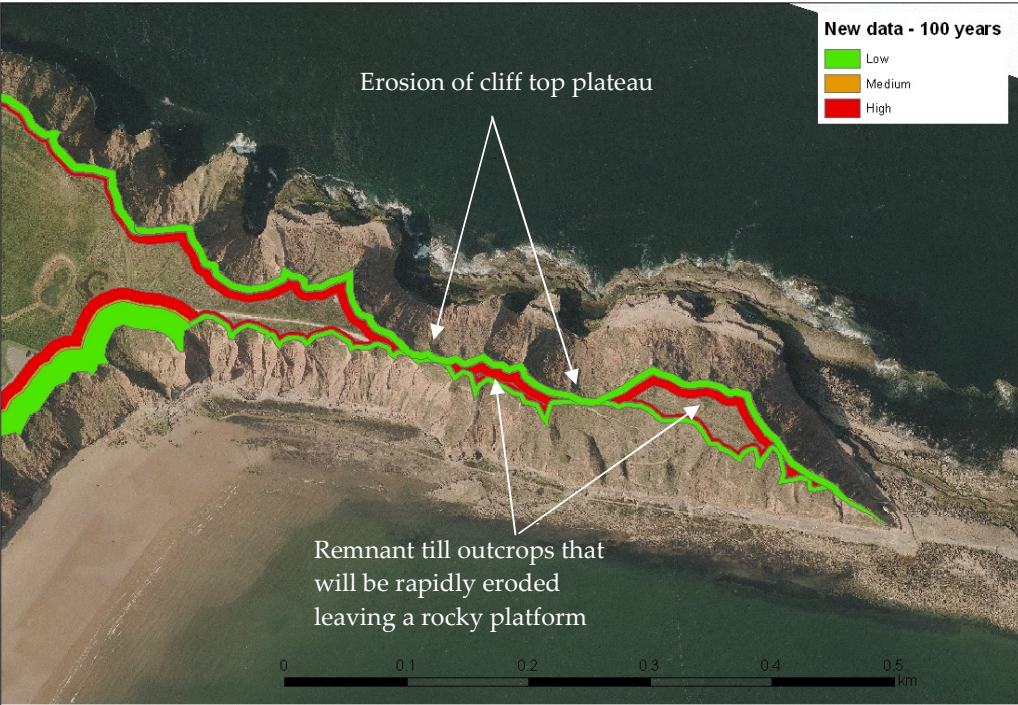 New data - 100 years
Low
Medium
High
Erosion of cliff top plateau
Remnant till outcrops that
will be rapidly eroded
leaving a rocky platform
0 0.1 0.2 0.3 0.4 0.5
km